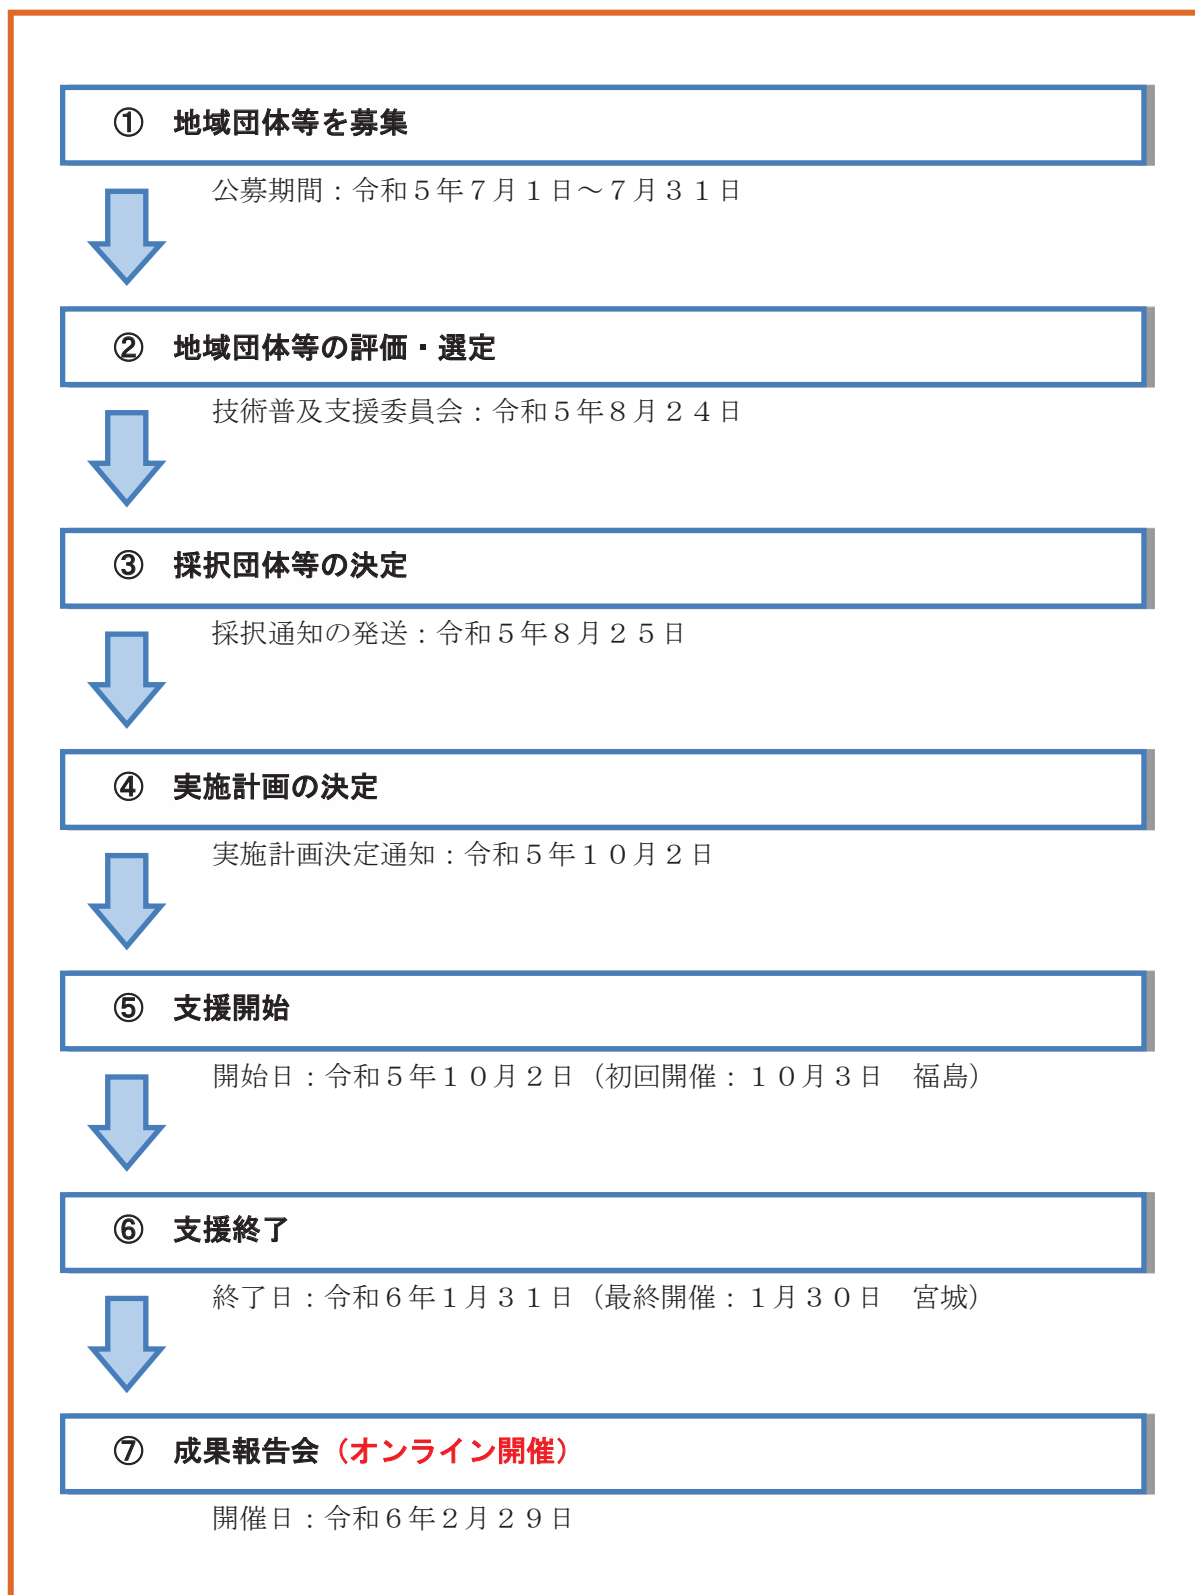 ① 地域団体等を募集
公募期間：令和５年７月１日～７月３１日
② 地域団体等の評価・選定
技術普及支援委員会：令和５年８月２４日
③ 採択団体等の決定
採択通知の発送：令和５年８月２５日
④ 実施計画の決定
実施計画決定通知：令和５年１０月２日
⑤ 支援開始
開始日：令和５年１０月２日（初回開催：１０月３日　福島）
⑥ 支援終了
終了日：令和６年１月３１日（最終開催：１月３０日　宮城）
⑦ 成果報告会（オンライン開催）
開催日：令和６年２月２９日